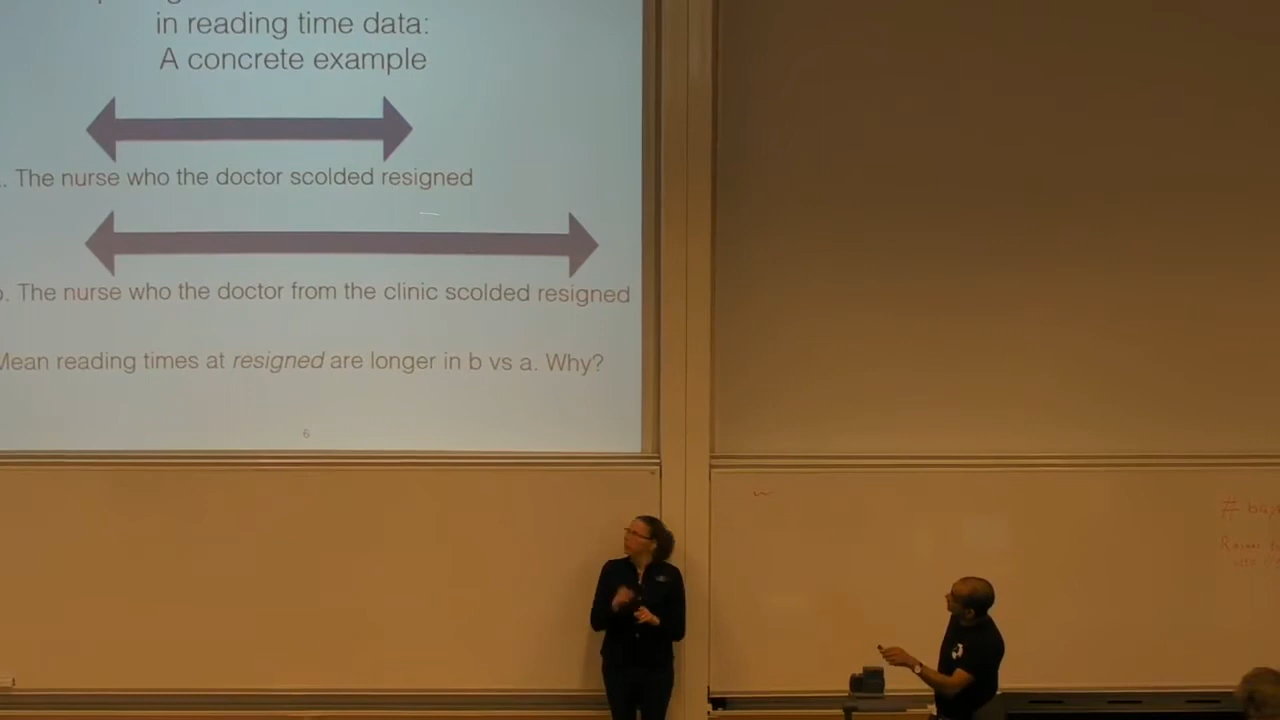 in reading time data:
A concrete example
. The nurse who the doctor scolded resigned
. The nurse who the doctor from the clinic scolded resigned
Mean reading times at resigned are longer in b vs a. Why?
6
#